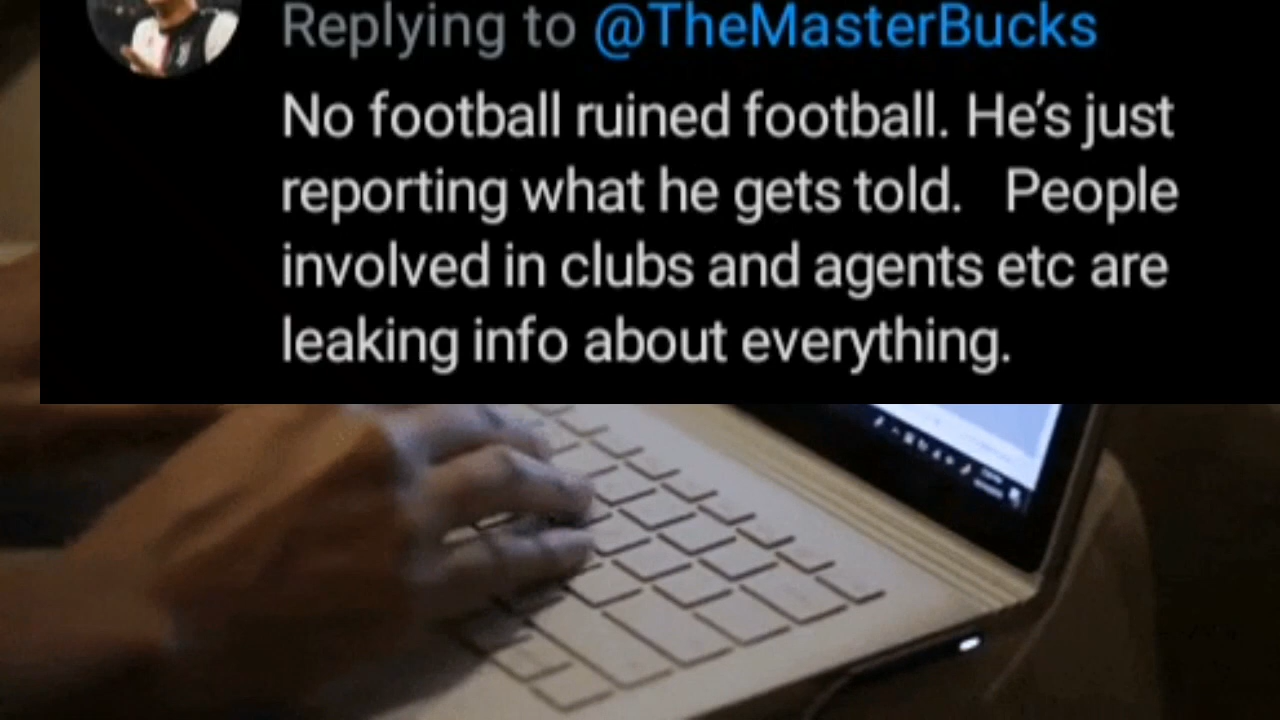 Replying to @TheMasterBucks
No football ruined football. He's just
reporting what he gets told.   People
involved in clubs and agents etc are
leaking info about everything.